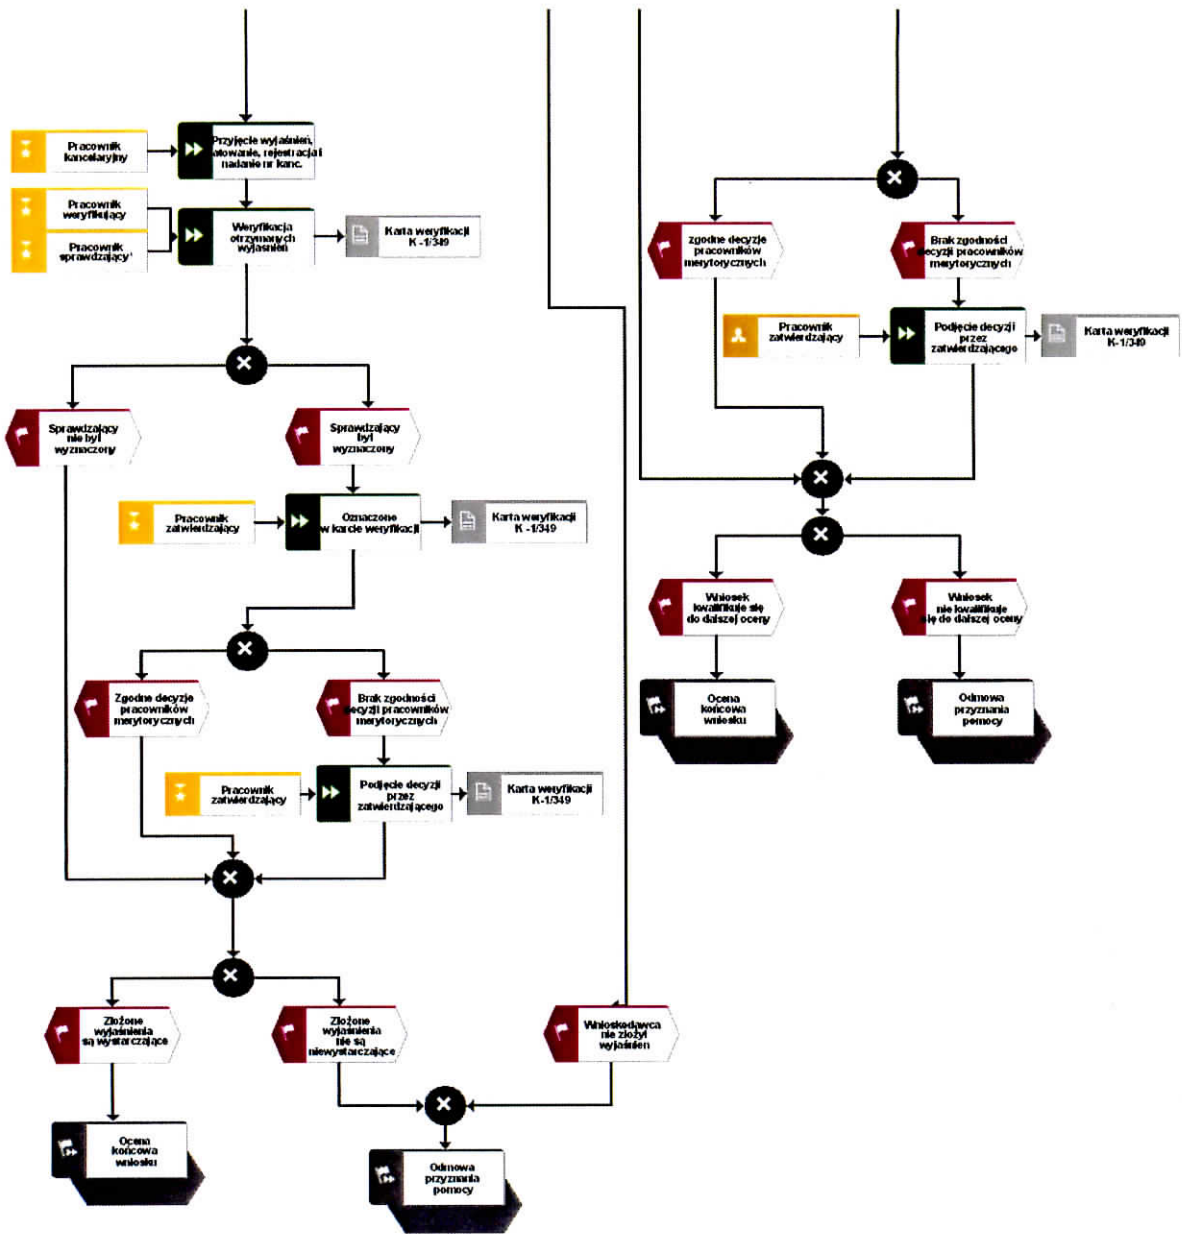 Pracownik
kancelaryjny
Przyjęcie wyjaśnień,
datowanie, rejestracja i
nadanie nr kanc.
Pracownik
weryfikujący
Pracownik
sprawdzający*
Weryfikacja
otrzymanych
wyjaśnień
Karta weryfikacji
K -1/349
Sprawdzający
nie był
wyznaczony
Sprawdzający
był
wyznaczony
Pracownik
zatwierdzający
Oznaczone
w karcie weryfikacji
Karta weryfikacji
K -1/349
Zgodne decyzje
pracowników
merytorycznych
Brak zgodności
decyzji pracowników
merytorycznych
Pracownik
zatwierdzający
Podjęcie decyzji
przez
zatwierdzającego
Karta weryfikacji
K-1/349
Złożone
wyjaśnienia
są wystarczające
Złożone
wyjaśnienia
nie są
niewystarczające
Wnioskodawca
nie złożył
wyjaśnień
Ocena
końcowa
wniosku
Odmowa
przyznania
pomocy
Zgodne decyzje
pracowników
merytorycznych
Brak zgodności
decyzji pracowników
merytorycznych
Pracownik
zatwierdzający
Podjęcie decyzji
przez
zatwierdzającego
Karta weryfikacji
K-1/349
Wniosek
kwalifikuje się
do dalszej oceny
Wniosek
nie kwalifikuje
się do dalszej oceny
Ocena
końcowa
wniosku
Odmowa
przyznania
pomocy